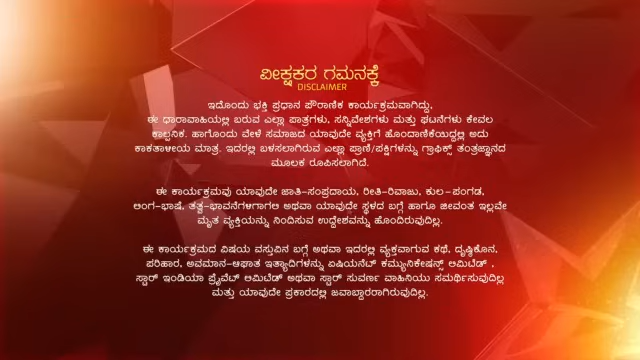 ವೀಕ್ಷಕರ ಗಮನಕ್ಕೆ
DISCLAIMER
ಇದೊಂದು ಭಕ್ತಿ ಪ್ರಧಾನ ಪೌರಾಣಿಕ ಕಾರ್ಯಕ್ರಮವಾಗಿದ್ದು,
ಈ ಧಾರಾವಾಹಿಯಲ್ಲಿ ಬರುವ ಎಲ್ಲಾ ಪಾತ್ರಗಳು, ಸನ್ನಿವೇಶಗಳು ಮತ್ತು ಘಟನೆಗಳು ಕೇವಲ
ಕಾಲ್ಪನಿಕ. ಹಾಗೊಂದು ವೇಳೆ ಸಮಾಜದ ಯಾವುದೇ ವ್ಯಕ್ತಿಗೆ ಹೊಂದಾಣಿಕೆಯಿದ್ದಲ್ಲಿ ಅದು
ಕಾಕತಾಳೀಯ ಮಾತ್ರ. ಇದರಲ್ಲಿ ಬಳಸಲಾಗಿರುವ ಎಲ್ಲಾ ಪ್ರಾಣಿ/ಪಕ್ಷಿಗಳನ್ನು ಗ್ರಾಫಿಕ್ಸ್ ತಂತ್ರಜ್ಞಾನದ
ಮೂಲಕ ರೂಪಿಸಲಾಗಿದೆ.
ಈ ಕಾರ್ಯಕ್ರಮವು ಯಾವುದೇ ಜಾತಿ-ಸಂಪ್ರದಾಯ, ರೀತಿ-ರಿವಾಜು, ಕುಲ-ಪಂಗಡ,
ಲಿಂಗ-ಭಾಷೆ, ತತ್ವ-ಭಾವನೆಗಳಿಗಾಗಲಿ ಅಥವಾ ಯಾವುದೇ ಸ್ಥಳದ ಬಗ್ಗೆ ಹಾಗೂ ಜೀವಂತ ಇಲ್ಲವೇ
ಮೃತ ವ್ಯಕ್ತಿಯನ್ನು ನಿಂದಿಸುವ ಉದ್ದೇಶವನ್ನು ಹೊಂದಿರುವುದಿಲ್ಲ.
ಈ ಕಾರ್ಯಕ್ರಮದ ವಿಷಯ ವಸ್ತುವಿನ ಬಗ್ಗೆ ಅಥವಾ ಇದರಲ್ಲಿ ವ್ಯಕ್ತವಾಗುವ ಕಥೆ, ದೃಷ್ಠಿಕೋನ,
ಪರಿಹಾರ, ಅವಮಾನ-ಆಘಾತ ಇತ್ಯಾದಿಗಳನ್ನು ಏಷಿಯನೆಟ್ ಕಮ್ಯುನಿಕೇಷನ್ಸ್ ಲಿಮಿಟೆಡ್ ,
ಸ್ಟಾರ್ ಇಂಡಿಯಾ ಪ್ರೈವೆಟ್ ಲಿಮಿಟೆಡ್ ಅಥವಾ ಸ್ಟಾರ್ ಸುವರ್ಣ ವಾಹಿನಿಯು ಸಮರ್ಥಿಸುವುದಿಲ್ಲ
ಮತ್ತು ಯಾವುದೇ ಪ್ರಕಾರದಲ್ಲಿ ಜವಾಬ್ದಾರರಾಗಿರುವುದಿಲ್ಲ.